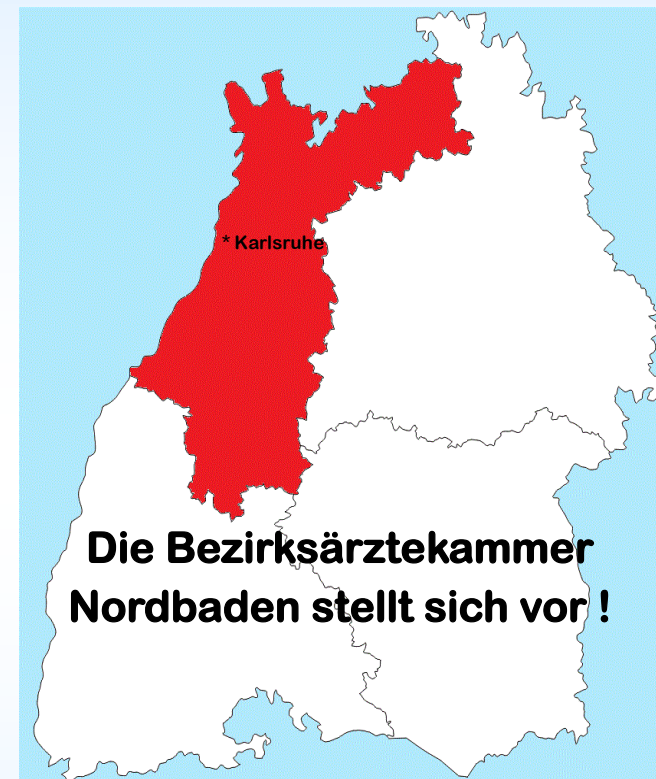 * Karlsruhe
Die Bezirksärztekammer
Nordbaden stellt sich vor !